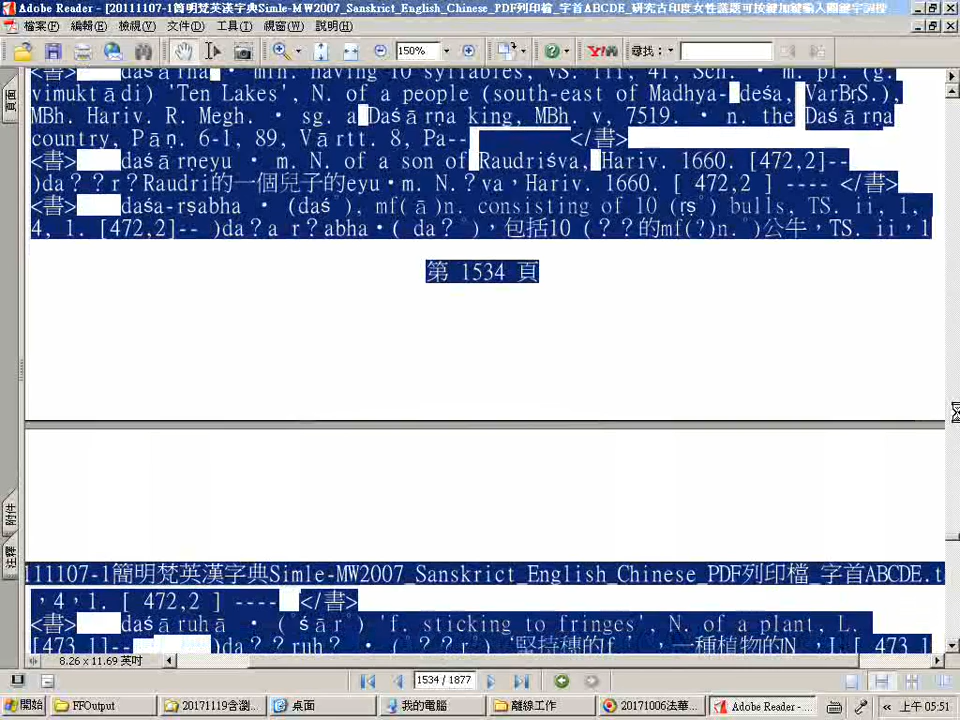 Adobe Reader - [20111107-1簡明梵英漢字典Simle-MW2007_Sanskrict_English_Chinese_PDF列印檔_字首ABCDE_研究古印度女性議題可按
檔案(F) 編輯(E) 檢視(V) 文件(D) 工具(T) 視窗(W) 說明(H)
150% Y! 尋找:
頁面
<書> daśārṇa • mfn. having 10 syllables, VS. iii, 41, Sch. • m. pl. (g.
vimuktādi) 'Ten Lakes', N. of a people (south-east of Madhya- deśa, VarBṛS.),
MBh. Hariv. R. Megh. • sg. a Daśārṇa king, MBh. v, 7519. • n. the Daśārṇa
country, Pāṇ. 6-1, 89, Vārtt. 8, Pa-- </書>
<書> daśārṇeyu • m. N. of a son of Raudriśva, Hariv. 1660. [472,2]--
)da??r?Raudri的一個兒子的eyu•m. N.?va,Hariv. 1660. [ 472,2 ] ---- </書>
<書> daśa-rṣabha • (daś°), mf(ā)n. consisting of 10 (ṛṣ°) bulls, TS. ii, 1,
4, 1. [472,2]-- )da?a r?abha•( da?°),包括10 (??的mf(?)n.°)公牛,TS. ii,1
第 1534 頁
附件
註釋
111107-1簡明梵英漢字典Simle-MW2007_Sanskrict_English_Chinese_PDF列印檔_字首ABCDE.t
,4,1. [ 472,2 ] ---- </書>
<書> daśāruhā • (°śār°) 'f. sticking to fringes', N. of a plant, L.
[473,1]-- )da??ruh? •(°??r°)‘堅持穗的f’,一種植物的N.,L.[ 473,1
8.26 x 11.69 英吋
1534 / 1877
開始 FFOutput 20171119含瀏... 桌面 我的電腦 離線工作 20171006法華... Adobe Reader - [... « 上午 05:51